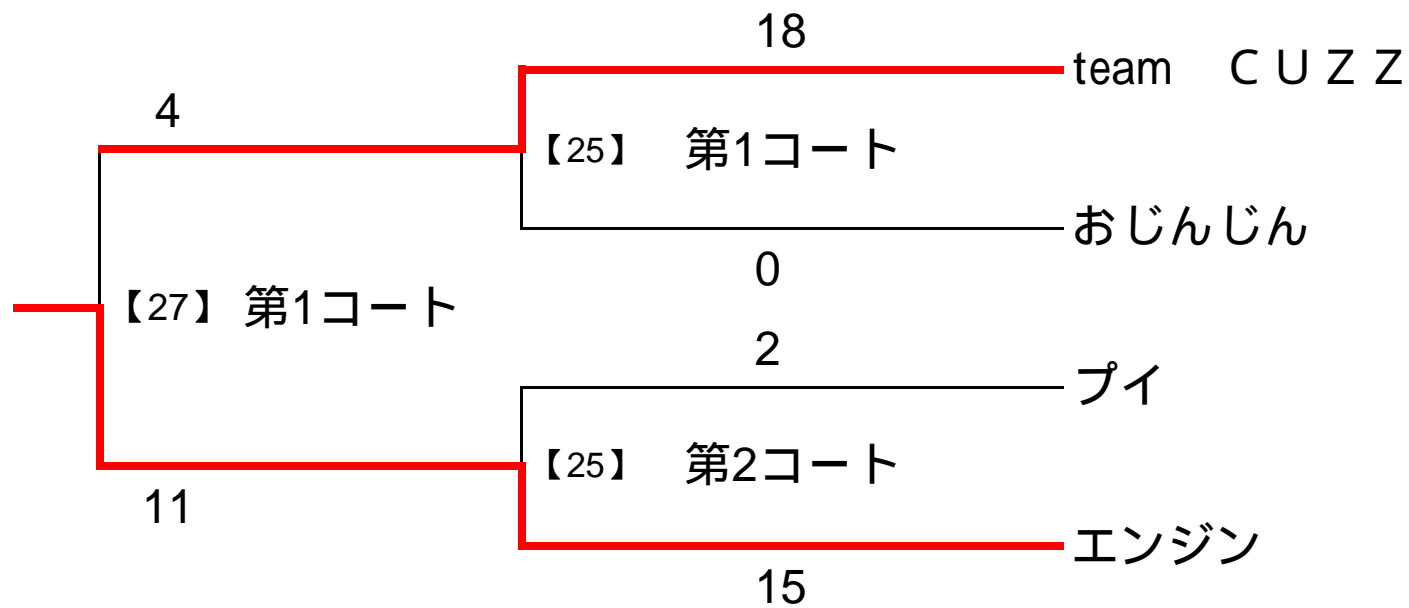 18
team　ＣＵＺＺ
4
【25】　第1コート
おじんじん
0
【27】 第1コート
2
プイ
【25】　第2コート
11
エンジン
15